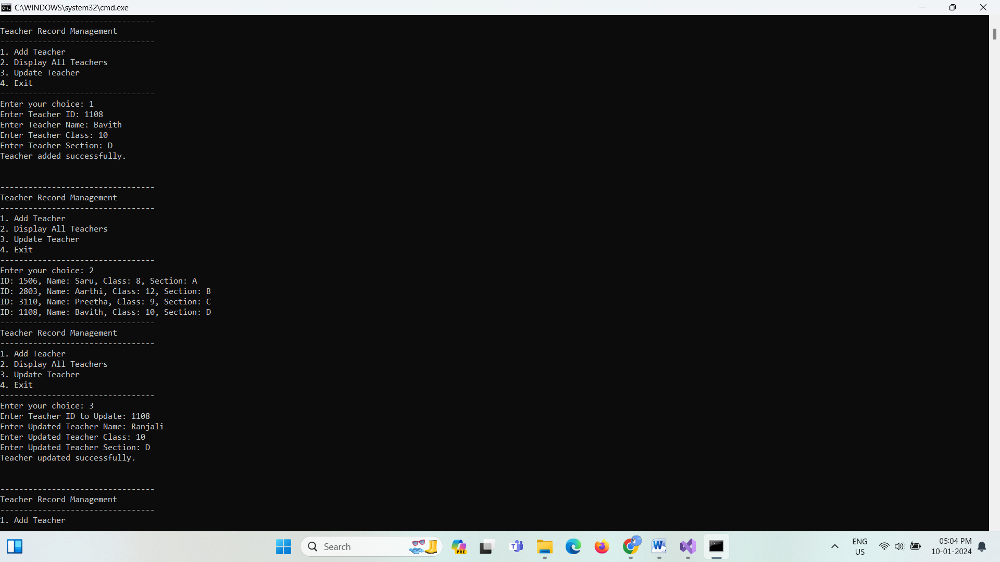 C:\WINDOWS\system32\cmd.exe
---------------------------------
Teacher Record Management
---------------------------------
1. Add Teacher
2. Display All Teachers
3. Update Teacher
4. Exit
---------------------------------
Enter your choice: 1
Enter Teacher ID: 1108
Enter Teacher Name: Bavith
Enter Teacher Class: 10
Enter Teacher Section: D
Teacher added successfully.
---------------------------------
Teacher Record Management
---------------------------------
1. Add Teacher
2. Display All Teachers
3. Update Teacher
4. Exit
---------------------------------
Enter your choice: 2
ID: 1506, Name: Saru, Class: 8, Section: A
ID: 2803, Name: Aarthi, Class: 12, Section: B
ID: 3110, Name: Preetha, Class: 9, Section: C
ID: 1108, Name: Bavith, Class: 10, Section: D
---------------------------------
Teacher Record Management
---------------------------------
1. Add Teacher
2. Display All Teachers
3. Update Teacher
4. Exit
---------------------------------
Enter your choice: 3
Enter Teacher ID to Update: 1108
Enter Updated Teacher Name: Ranjali
Enter Updated Teacher Class: 10
Enter Updated Teacher Section: D
Teacher updated successfully.
---------------------------------
Teacher Record Management
---------------------------------
1. Add Teacher
Search
PRE
ENG
US
05:04 PM
10-01-2024